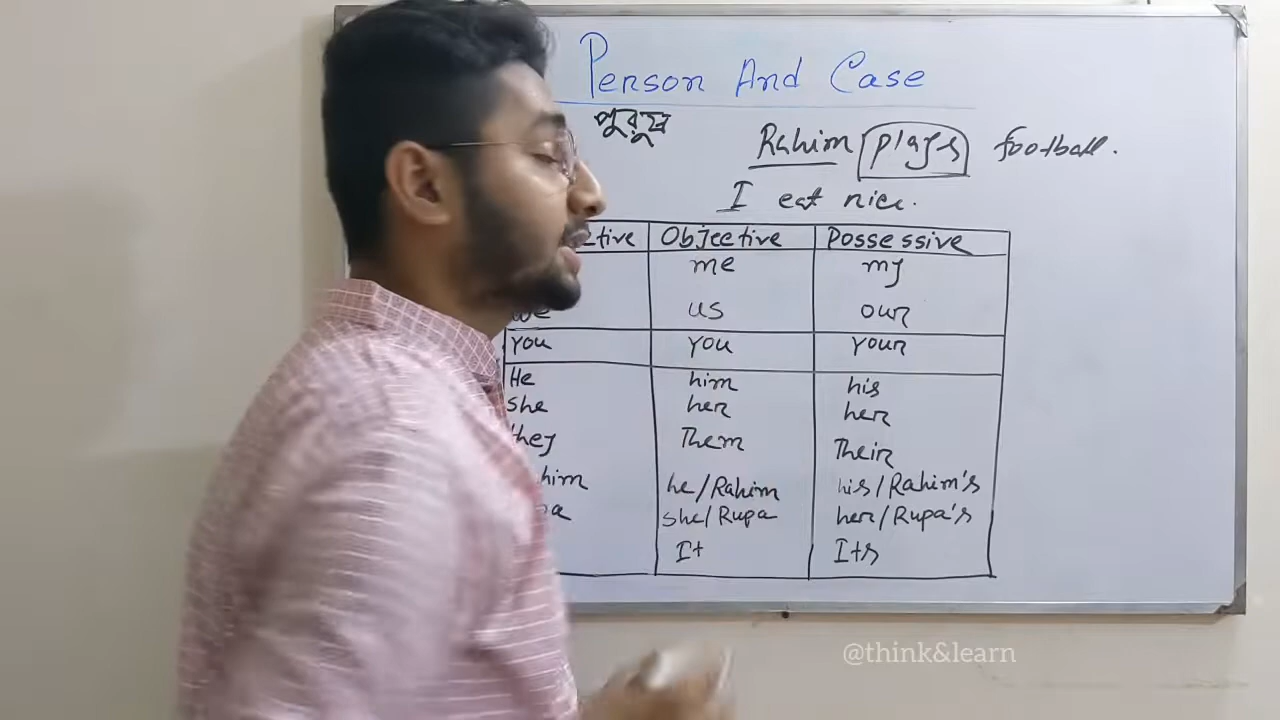 Person And Case
পুরুষ
Rahim plays football.
I eat rice.
Objective Possessive
me my
us our
you you your
He him his
she her her
they Them Their
he/Rahim his/Rahim's
she/Rupa her/Rupa's
It Its
@think&learn